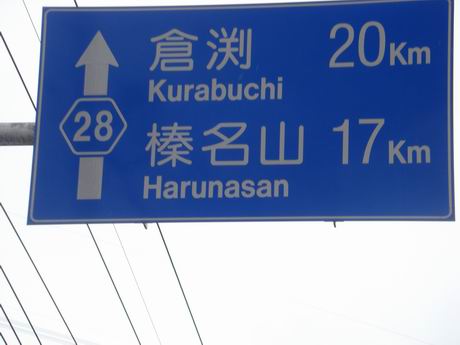 倉渕 20Km
Kurabuchi
28
榛名山 17Km
Harunasan